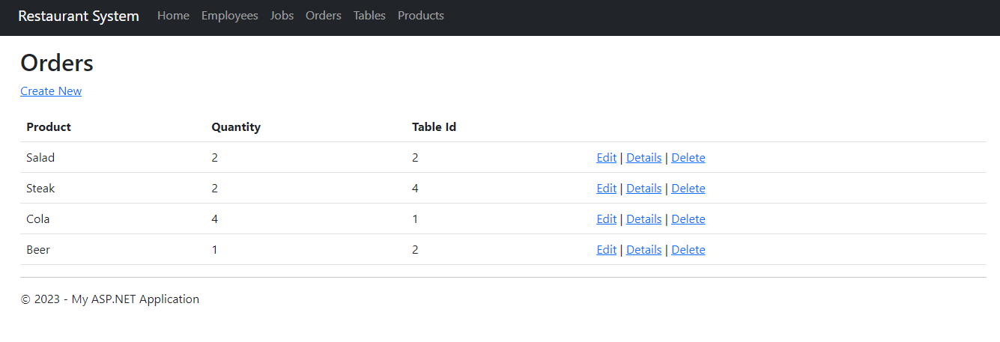 Restaurant System Home Employees Jobs Orders Tables Products
Orders
Create New
Product Quantity Table Id
Salad 2 2 Edit | Details | Delete
Steak 2 4 Edit | Details | Delete
Cola 4 1 Edit | Details | Delete
Beer 1 2 Edit | Details | Delete
© 2023 - My ASP.NET Application